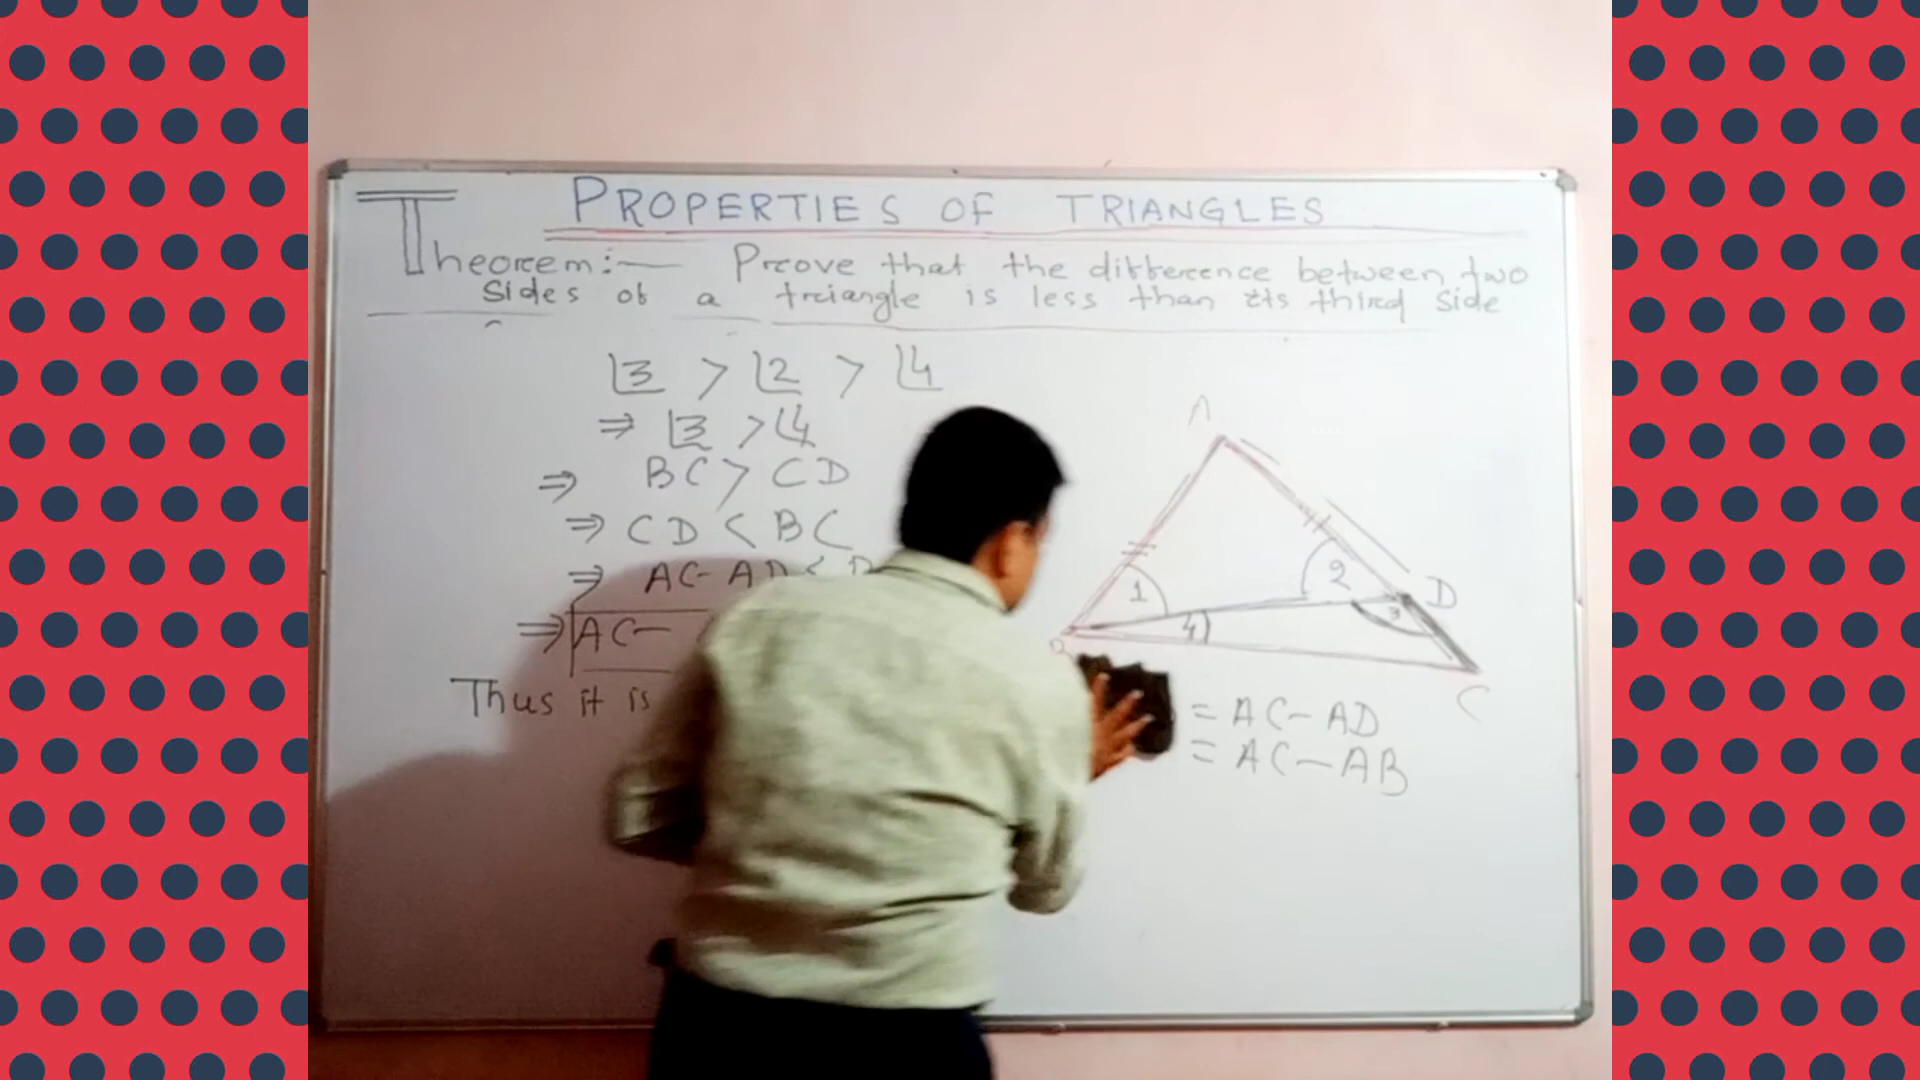 PROPERTIES OF TRIANGLES
Theorem:— Prove that the difference between two
sides of a triangle is less than its third side
∠3 > ∠2 > ∠4
⇒ ∠3 > ∠4
⇒ BC > CD
⇒ CD < BC
⇒ AC - AD <
⇒ AC -
Thus it is
A
1
2
D
3
4
C
= AC - AD
= AC - AB